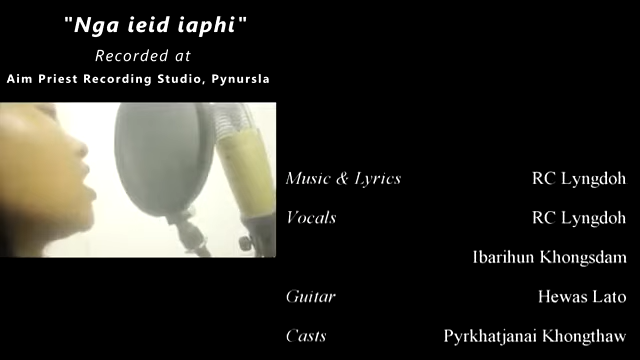 "Nga ieid iaphi"
Recorded at
Aim Priest Recording Studio, Pynursla
Music & Lyrics RC Lyngdoh
Vocals RC Lyngdoh
Ibarihun Khongsdam
Guitar Hewas Lato
Casts Pyrkhatjanai Khongthaw